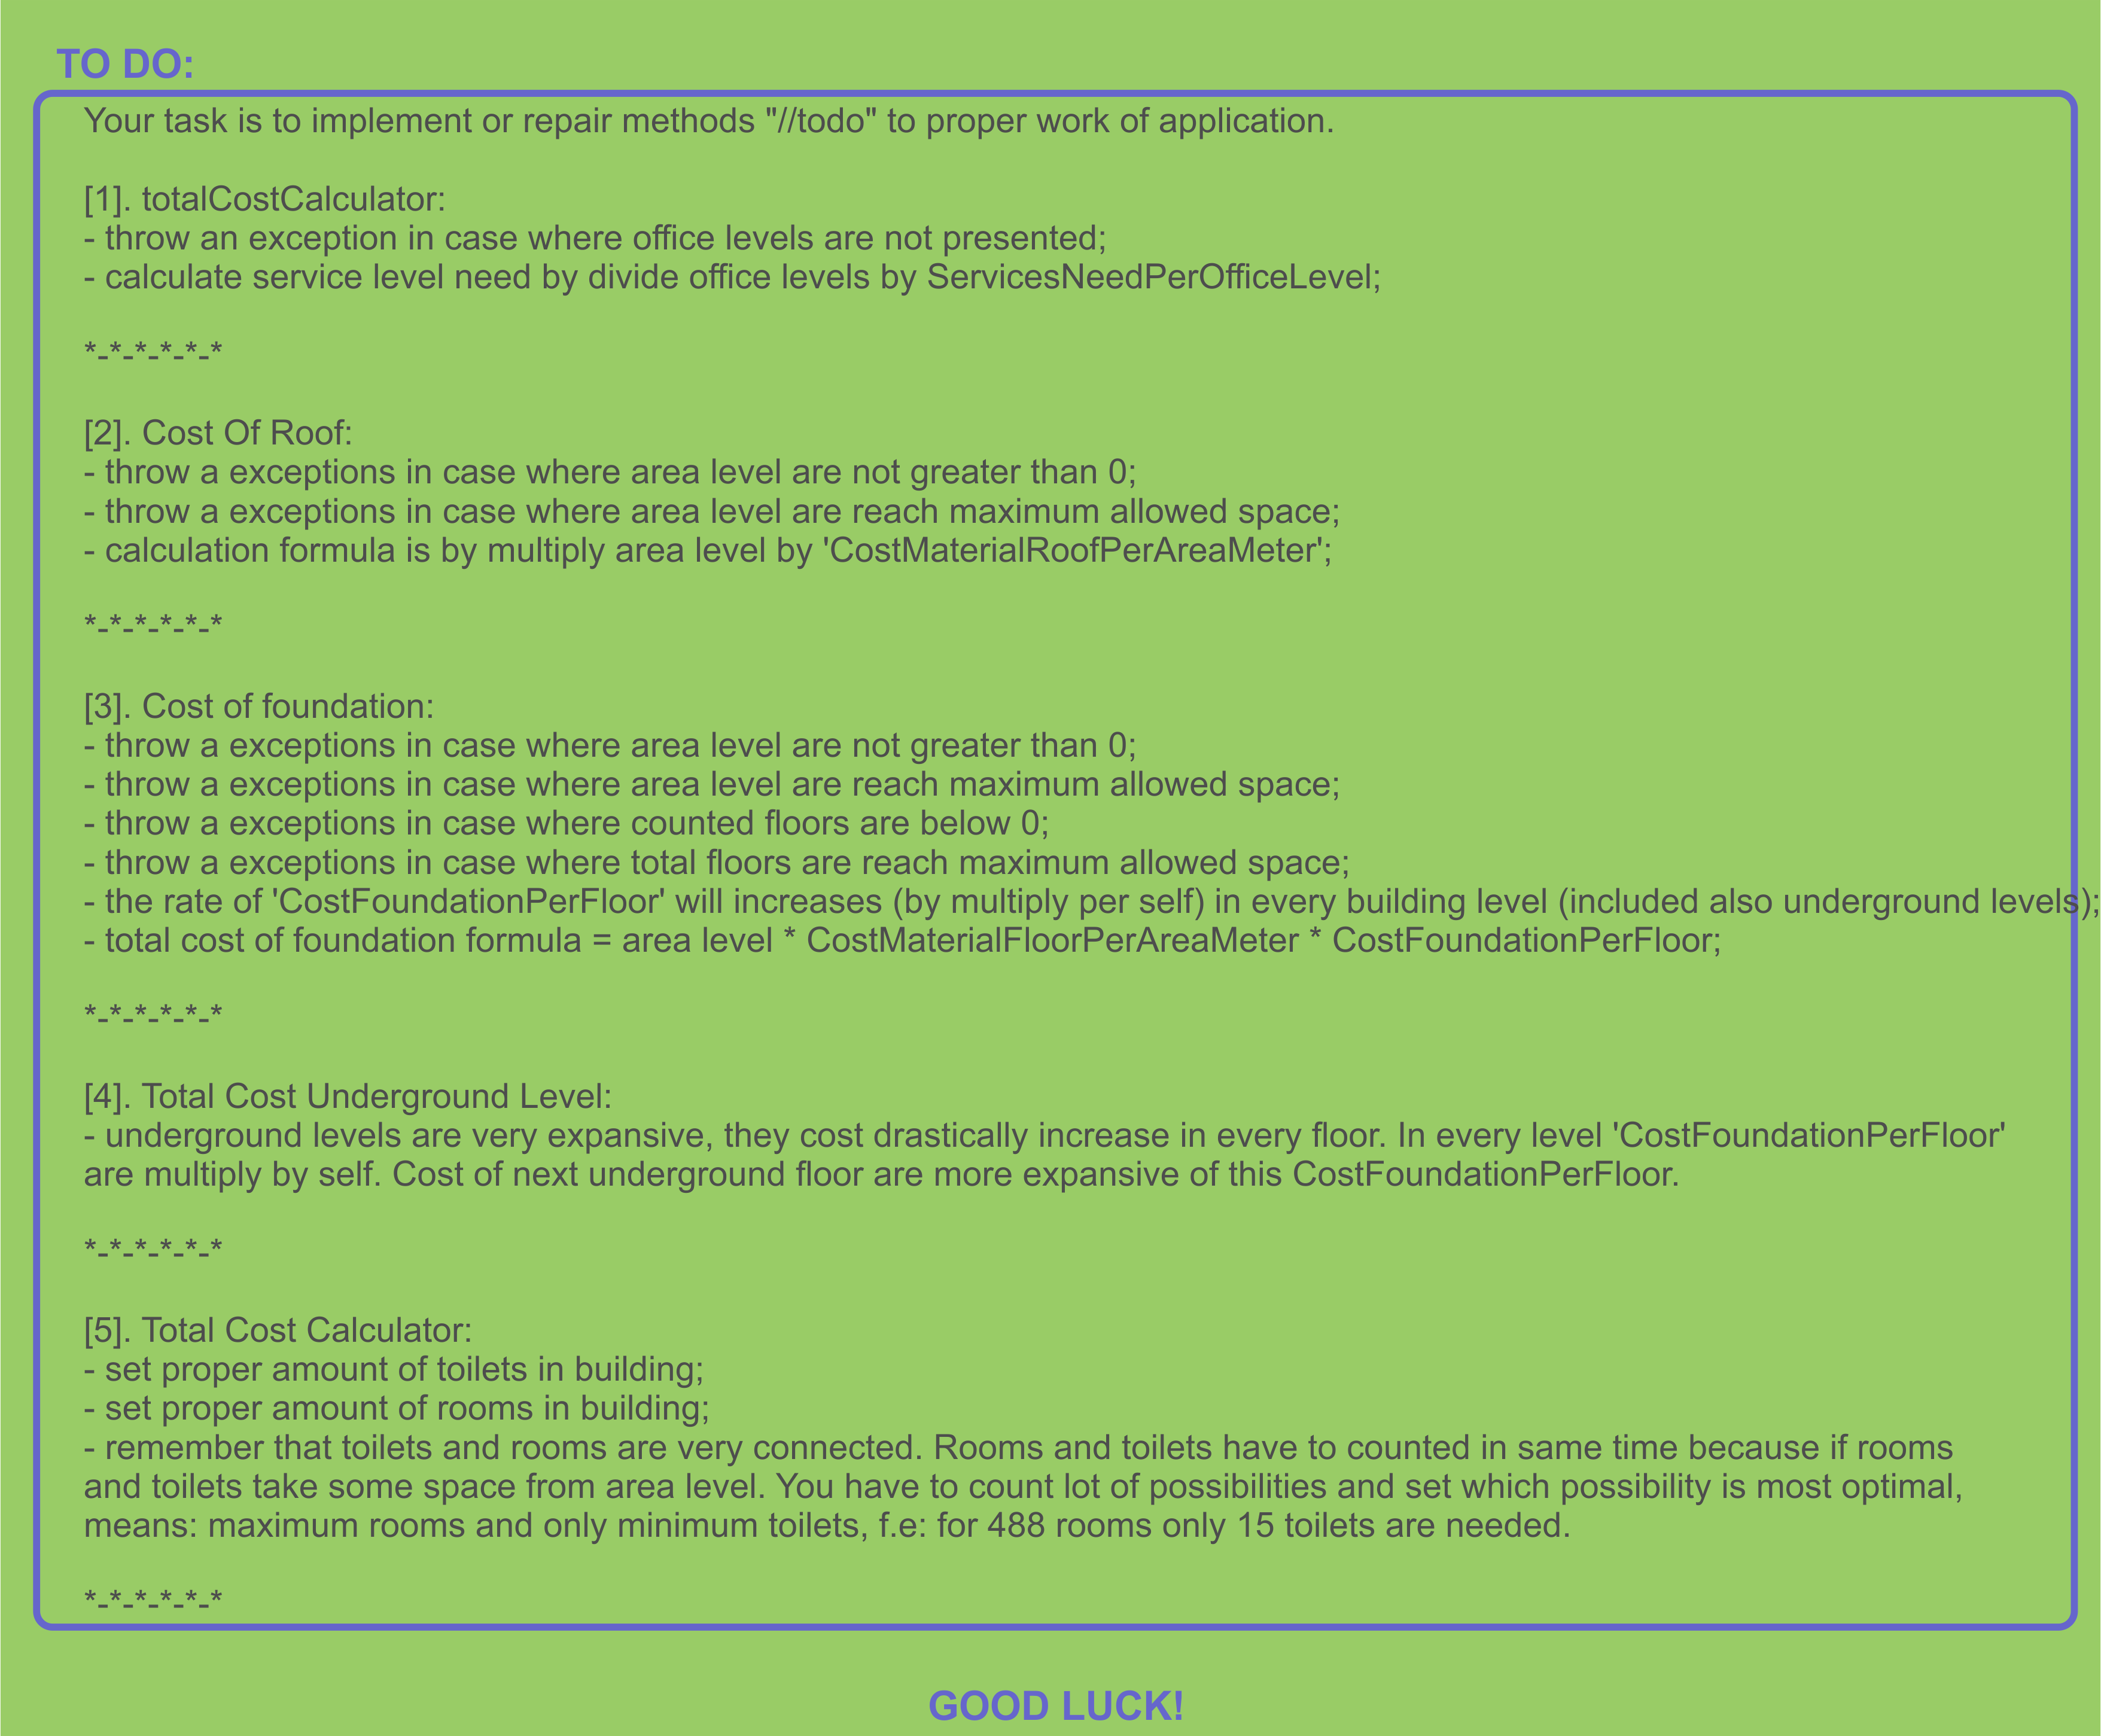 TO DO:
Your task is to implement or repair methods "//todo" to proper work of application.
[1]. totalCostCalculator:
- throw an exception in case where office levels are not presented;
- calculate service level need by divide office levels by ServicesNeedPerOfficeLevel;
*-*-*-*-*-*
[2]. Cost Of Roof:
- throw a exceptions in case where area level are not greater than 0;
- throw a exceptions in case where area level are reach maximum allowed space;
- calculation formula is by multiply area level by 'CostMaterialRoofPerAreaMeter';
*-*-*-*-*-*
[3]. Cost of foundation:
- throw a exceptions in case where area level are not greater than 0;
- throw a exceptions in case where area level are reach maximum allowed space;
- throw a exceptions in case where counted floors are below 0;
- throw a exceptions in case where total floors are reach maximum allowed space;
- the rate of 'CostFoundationPerFloor' will increases (by multiply per self) in every building level (included also underground levels);
- total cost of foundation formula = area level * CostMaterialFloorPerAreaMeter * CostFoundationPerFloor;
*-*-*-*-*-*
[4]. Total Cost Underground Level:
- underground levels are very expansive, they cost drastically increase in every floor. In every level 'CostFoundationPerFloor'
are multiply by self. Cost of next underground floor are more expansive of this CostFoundationPerFloor.
*-*-*-*-*-*
[5]. Total Cost Calculator:
- set proper amount of toilets in building;
- set proper amount of rooms in building;
- remember that toilets and rooms are very connected. Rooms and toilets have to counted in same time because if rooms
and toilets take some space from area level. You have to count lot of possibilities and set which possibility is most optimal,
means: maximum rooms and only minimum toilets, f.e: for 488 rooms only 15 toilets are needed.
*-*-*-*-*-*
GOOD LUCK!